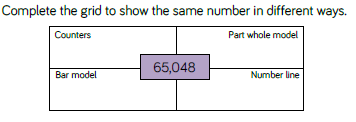 Complete the grid to show the same number in different ways.
Counters
Part whole model
65,048
Bar model
Number line